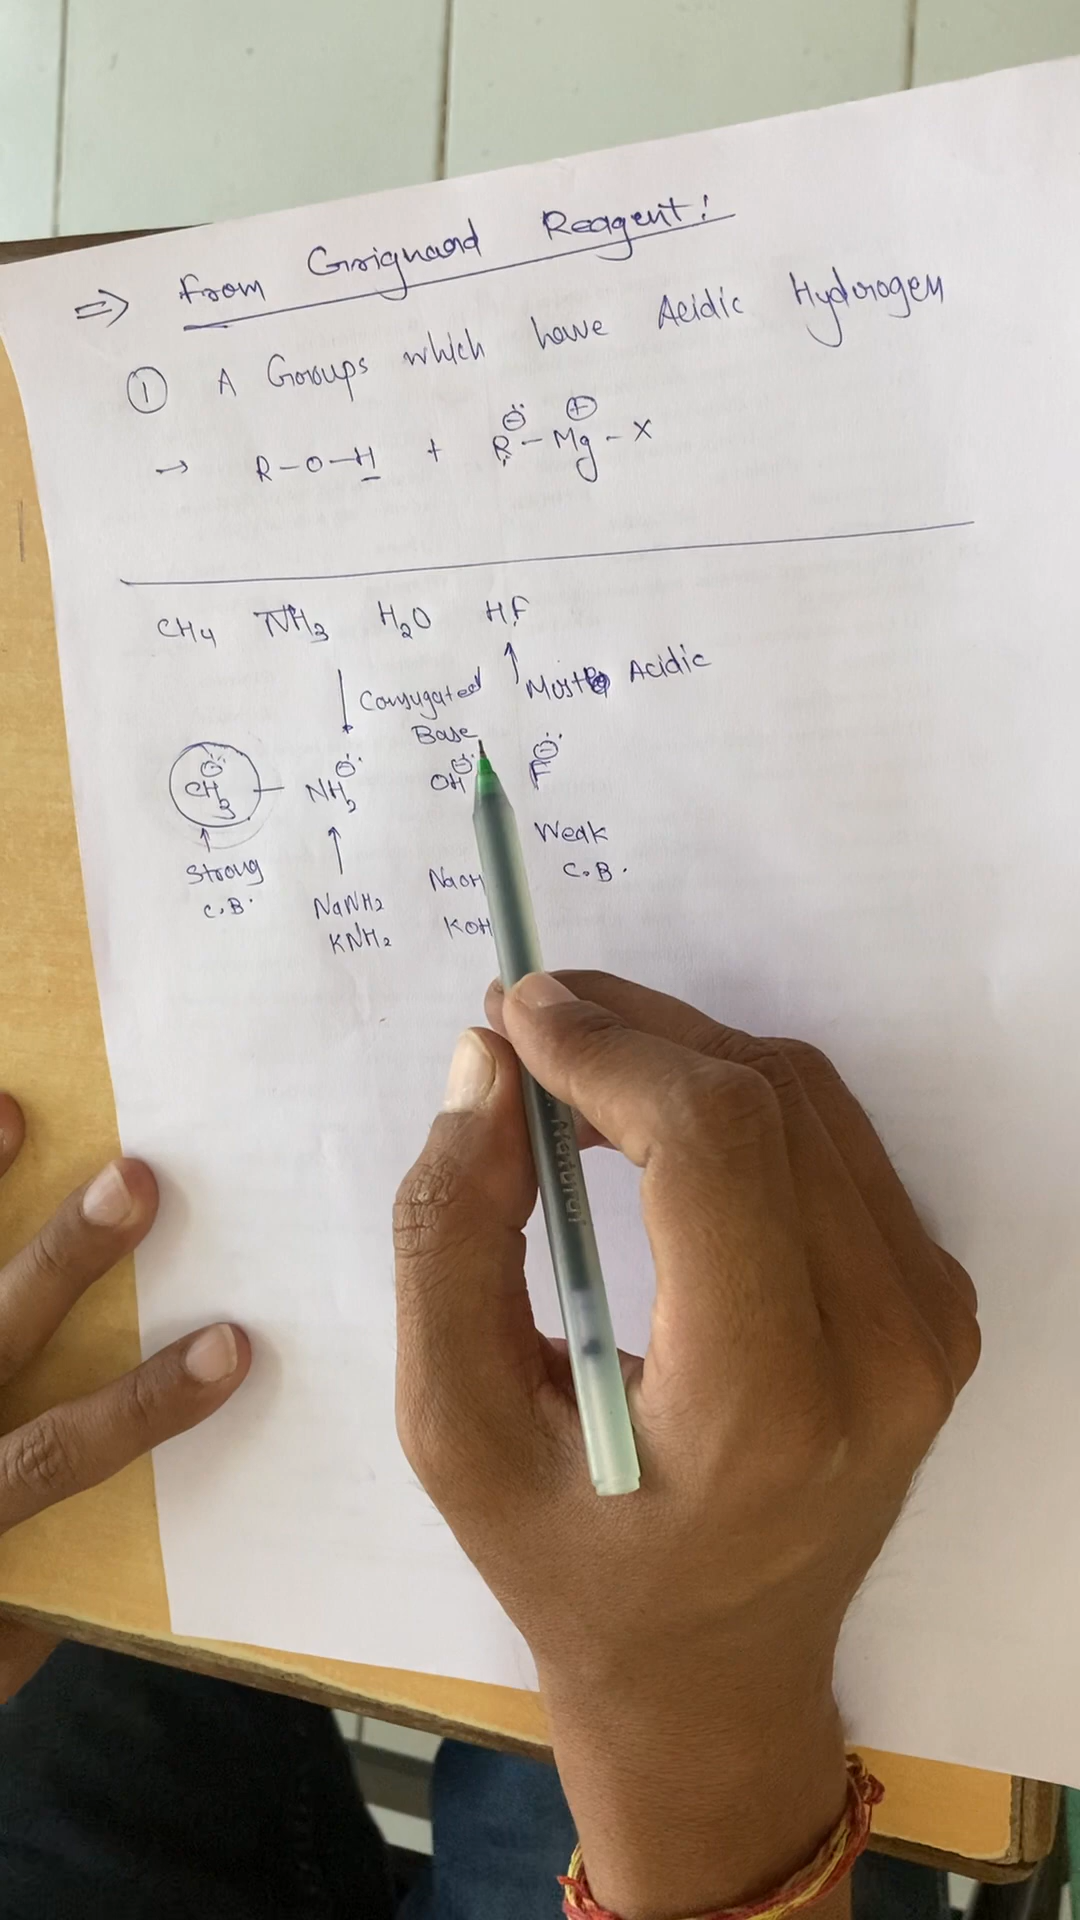 ⇒ From Grignard Reagent:
① A Groups which have Acidic Hydrogen
→ R-O-H + R⊖̈-Mg⊕-X
CH4 NH3 H2O HF
↓ Conjugated Base
↑ Most Acidic
CH3⊖̈ - NH2⊖̈ OH⊖̈ F⊖̈
↑ Strong C.B.
↑ NaNH2
KNH2
NaOH
KOH
Weak
C.B.
Natural